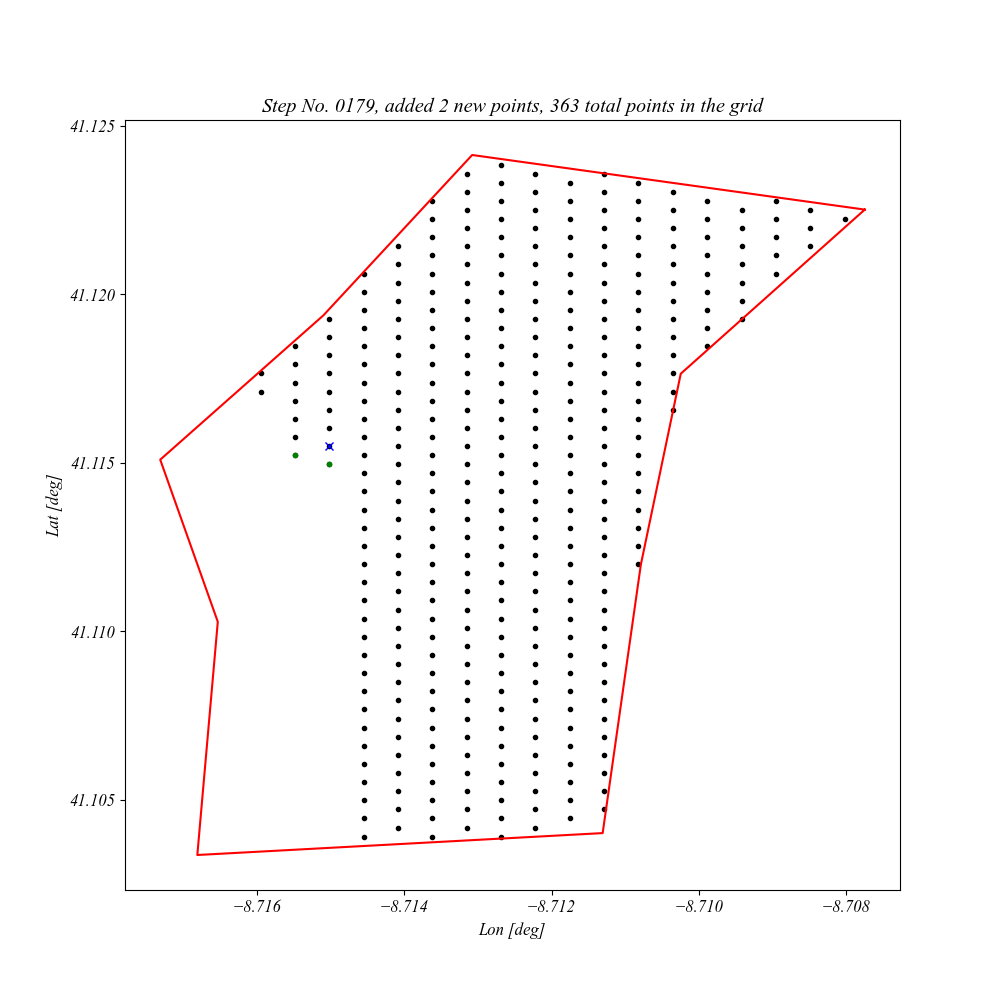 Step No. 0179, added 2 new points, 363 total points in the grid
41.125
41.120
41.115
41.110
41.105
Lat [deg]
−8.716 −8.714 −8.712 −8.710 −8.708
Lon [deg]